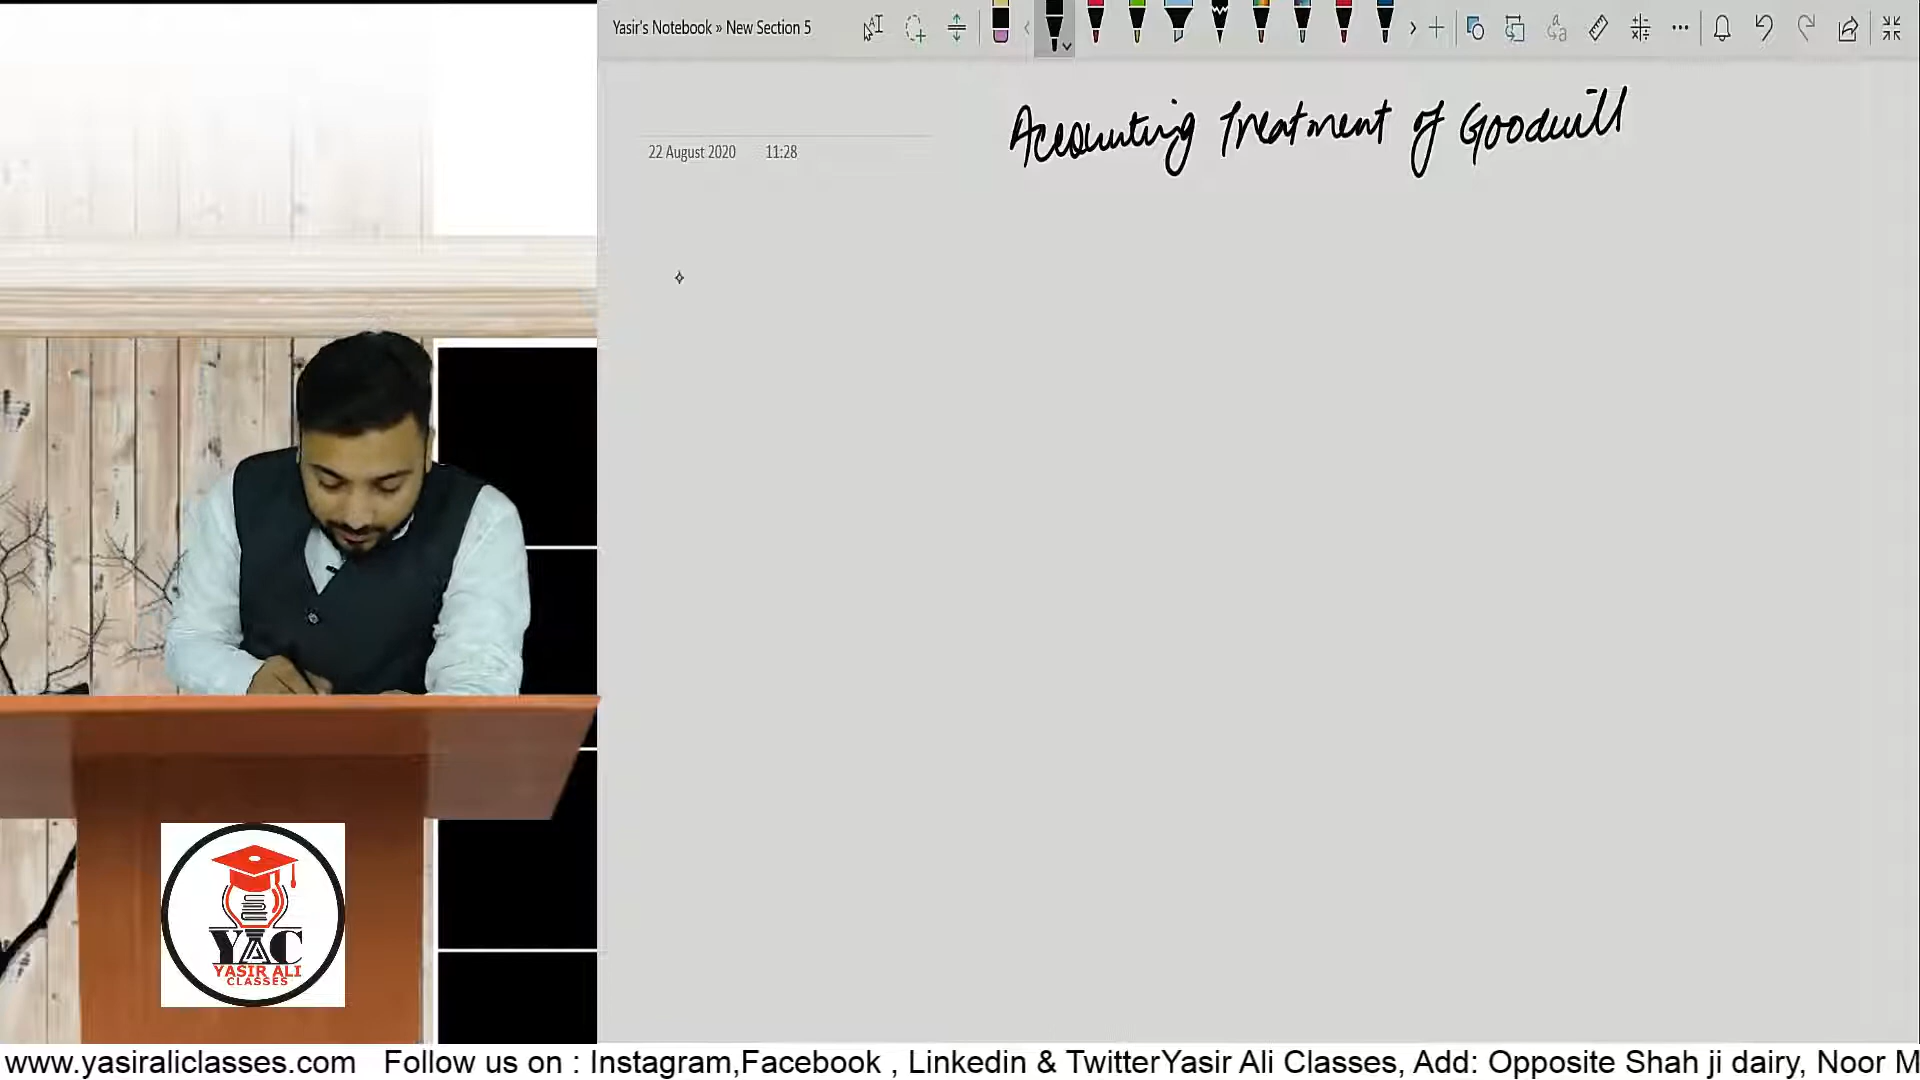 Yasir's Notebook » New Section 5
Accounting Treatment of Goodwill
22 August 2020 11:28
YAC
YASIR ALI
CLASSES
www.yasiraliclasses.com Follow us on : Instagram,Facebook , Linkedin & TwitterYasir Ali Classes, Add: Opposite Shah ji dairy, Noor M